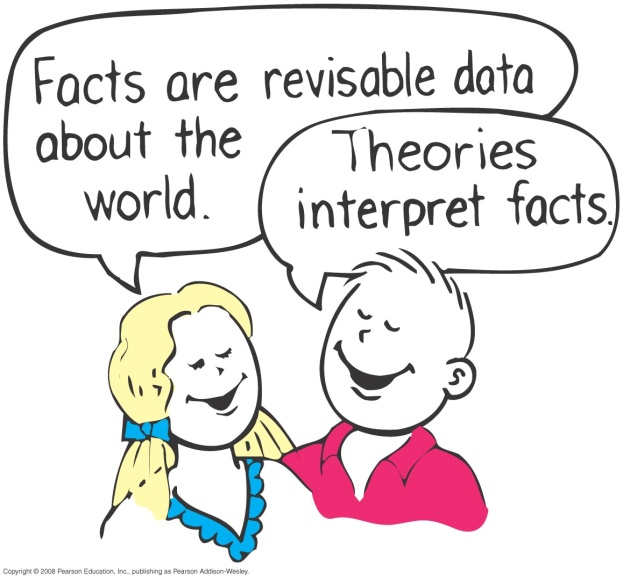 Facts are revisable data
about the
world.
Theories
interpret facts.
Copyright © 2008 Pearson Education, Inc., publishing as Pearson Addison-Wesley.